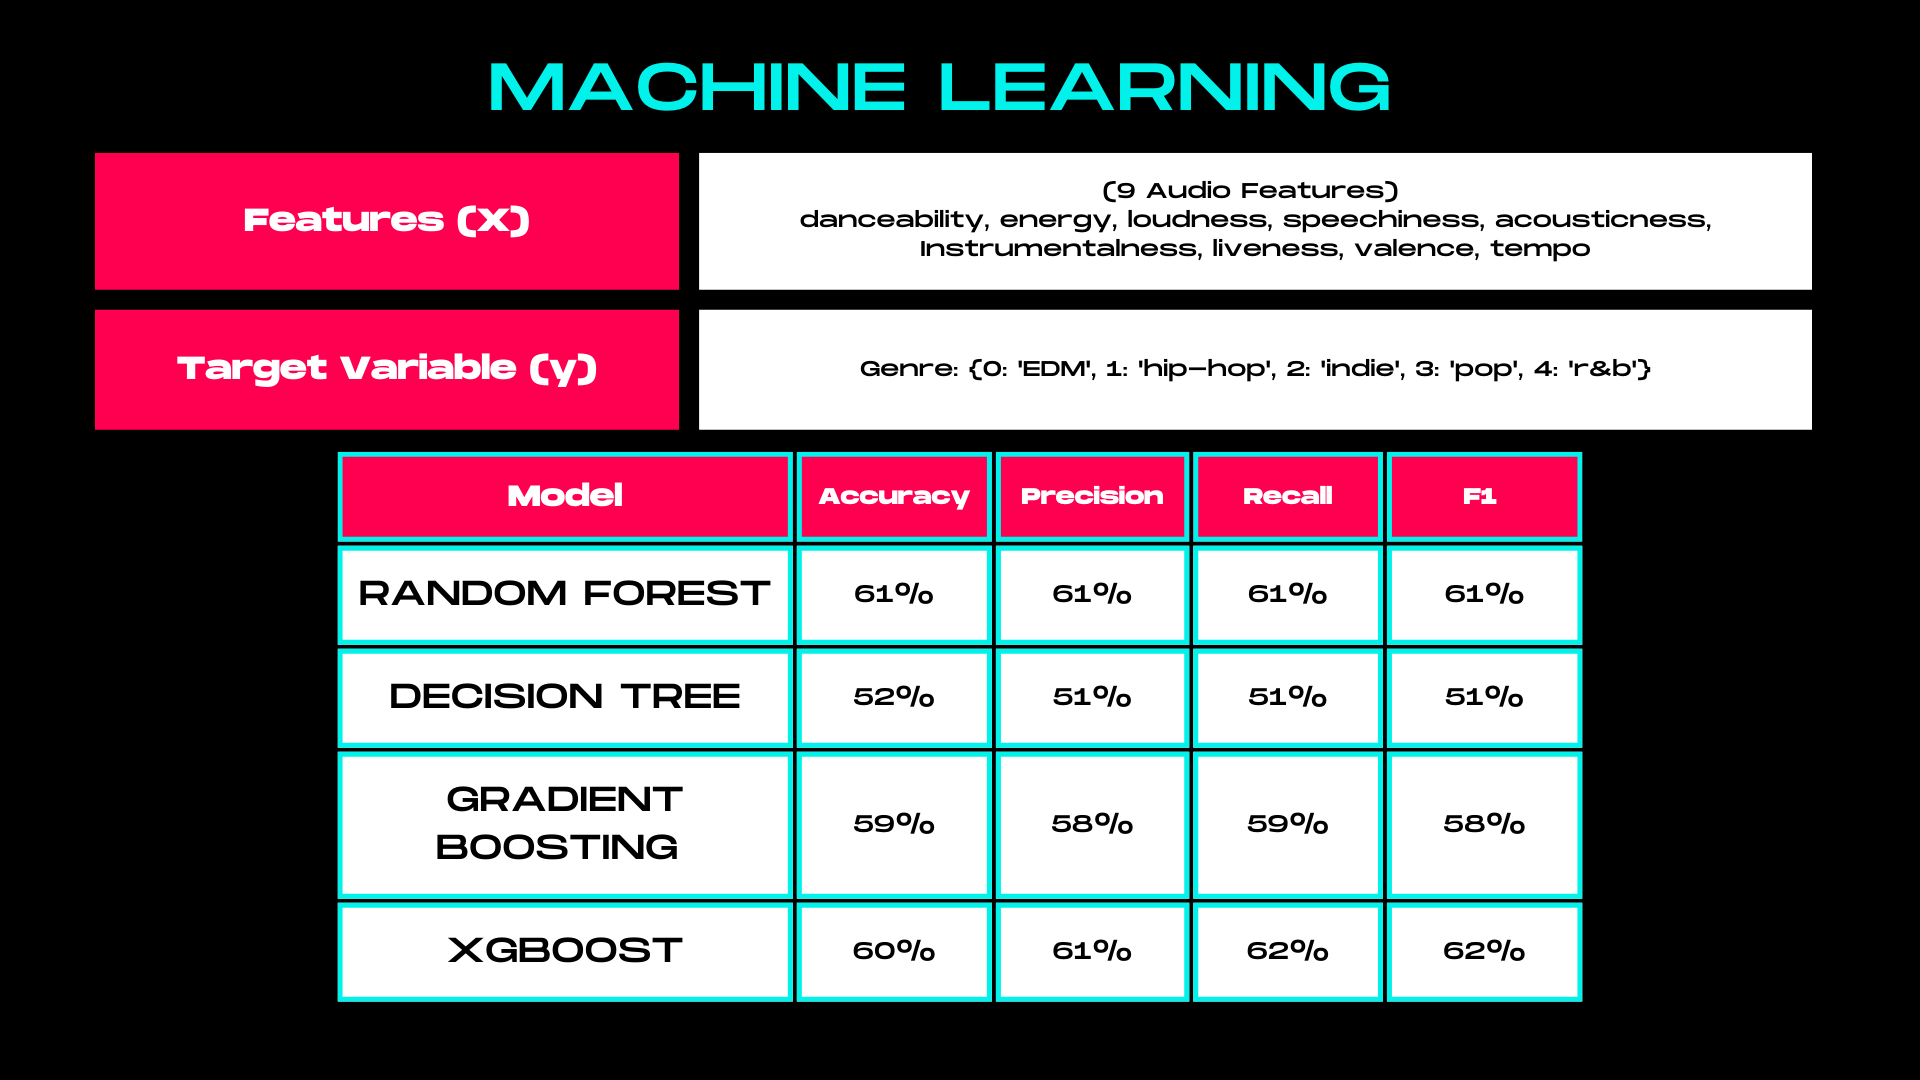 MACHINE LEARNING
Features (X)
(9 Audio Features)
danceability, energy, loudness, speechiness, acousticness,
Instrumentalness, liveness, valence, tempo
Target Variable (y)
Genre: {0: 'EDM', 1: 'hip-hop', 2: 'indie', 3: 'pop', 4: 'r&b'}
Model Accuracy Precision Recall F1
RANDOM FOREST 61% 61% 61% 61%
DECISION TREE 52% 51% 51% 51%
GRADIENT
BOOSTING 59% 58% 59% 58%
XGBOOST 60% 61% 62% 62%